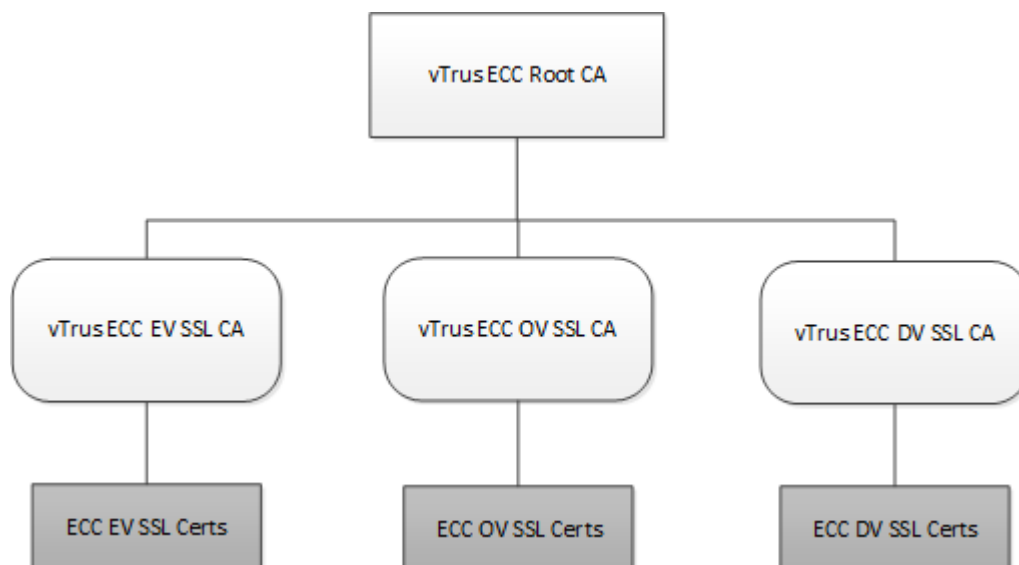 vTrus ECC Root CA
vTrus ECC EV SSL CA
vTrus ECC OV SSL CA
vTrus ECC DV SSL CA
ECC EV SSL Certs
ECC OV SSL Certs
ECC DV SSL Certs